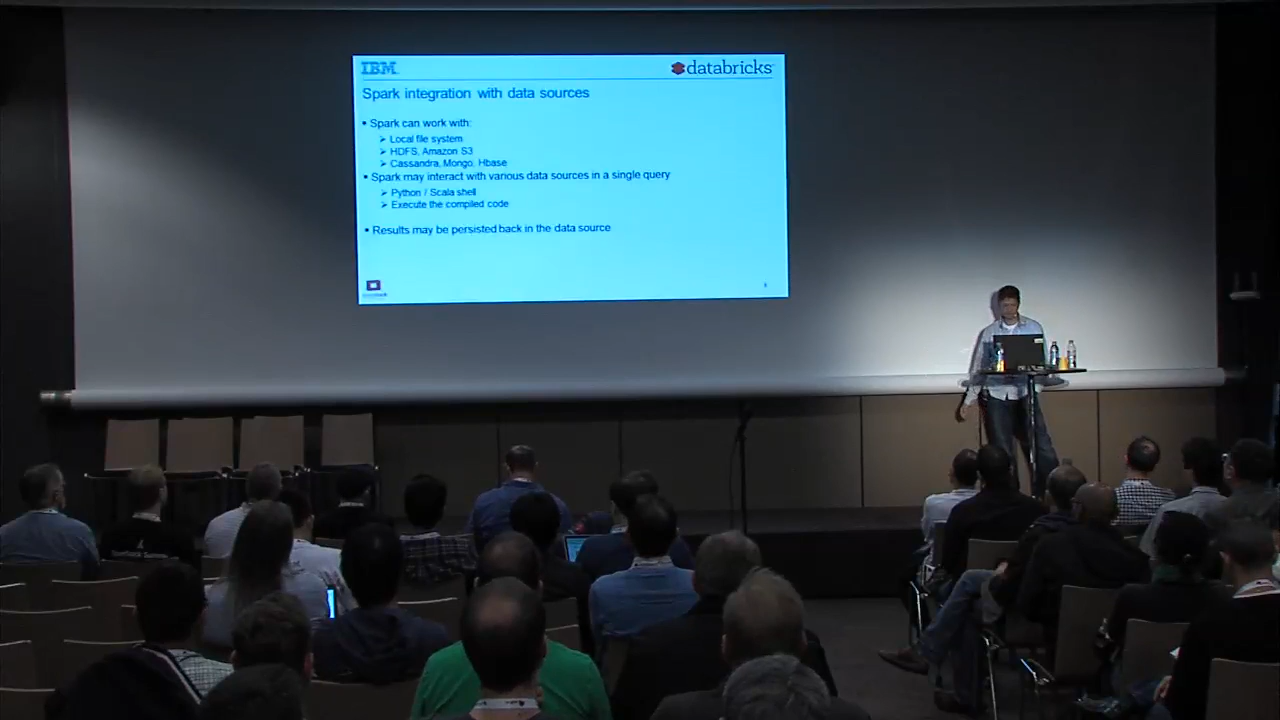 IBM
databricks
Spark integration with data sources
▪ Spark can work with:
➢ Local file system
➢ HDFS, Amazon S3
➢ Cassandra, Mongo, Hbase
▪ Spark may interact with various data sources in a single query
➢ Python / Scala shell
➢ Execute the compiled code
▪ Results may be persisted back in the data source